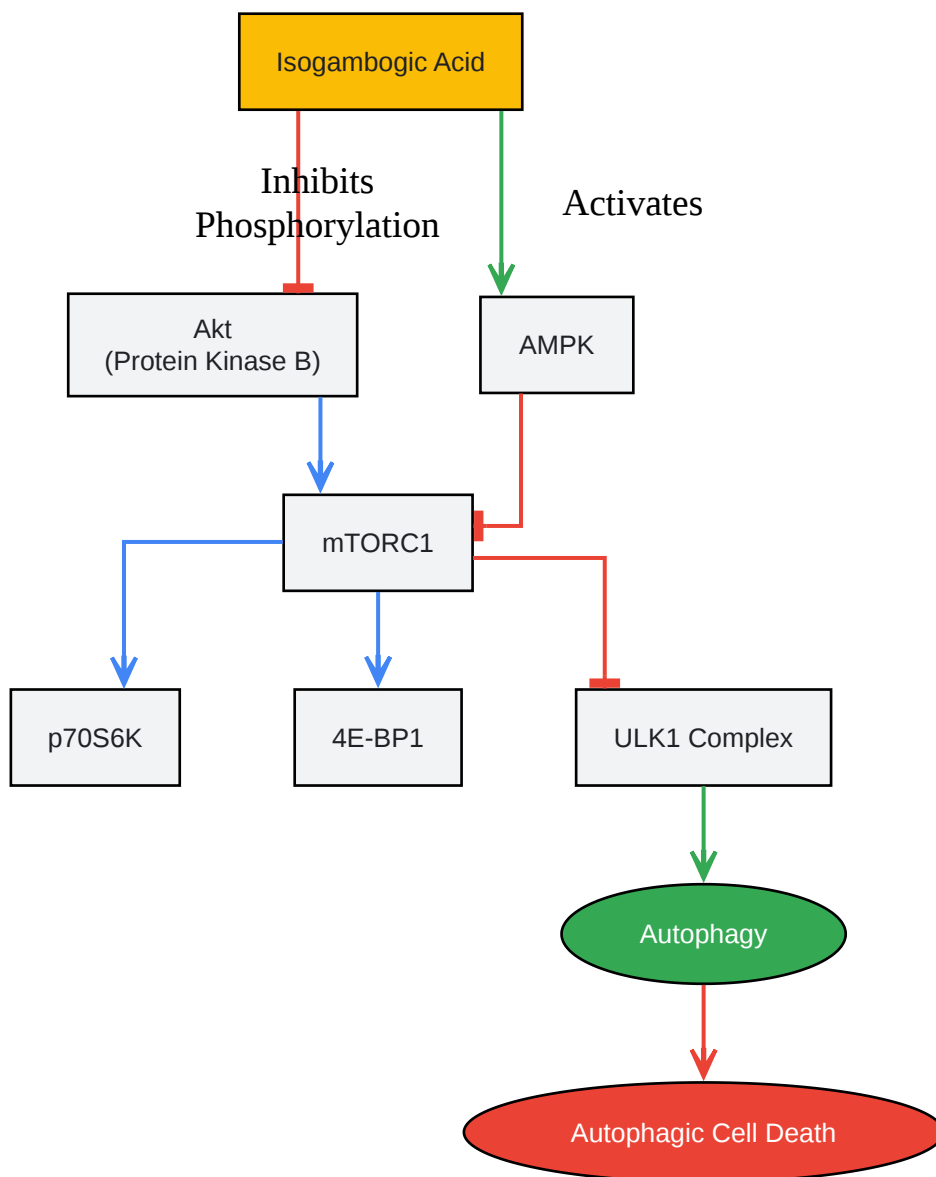 Isogambogic Acid
Inhibits
Phosphorylation
Activates
Akt
(Protein Kinase B)
AMPK
mTORC1
p70S6K
4E-BP1
ULK1 Complex
Autophagy
Autophagic Cell Death